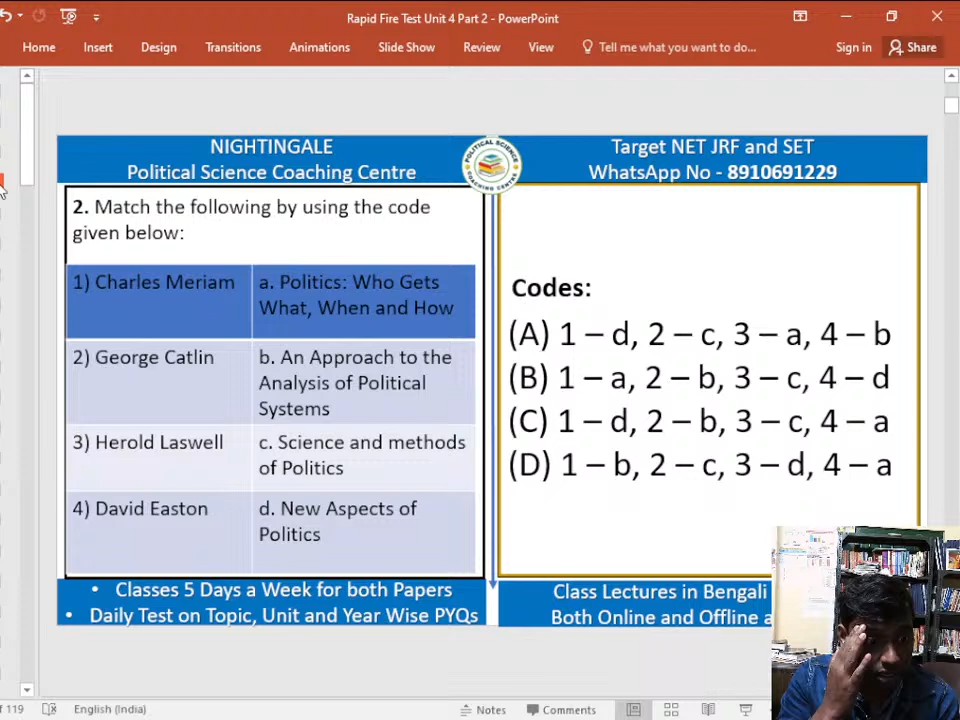 Rapid Fire Test Unit 4 Part 2 - PowerPoint
Home Insert Design Transitions Animations Slide Show Review View Tell me what you want to do... Sign in Share
NIGHTINGALE
Political Science Coaching Centre
POLITICAL SCIENCE
COACHING CENTRE
Target NET JRF and SET
WhatsApp No - 8910691229
2. Match the following by using the code
given below:
1) Charles Meriam
a. Politics: Who Gets
What, When and How
2) George Catlin
b. An Approach to the
Analysis of Political
Systems
3) Herold Laswell
c. Science and methods
of Politics
4) David Easton
d. New Aspects of
Politics
Codes:
(A) 1 – d, 2 – c, 3 – a, 4 – b
(B) 1 – a, 2 – b, 3 – c, 4 – d
(C) 1 – d, 2 – b, 3 – c, 4 – a
(D) 1 – b, 2 – c, 3 – d, 4 – a
• Classes 5 Days a Week for both Papers
• Daily Test on Topic, Unit and Year Wise PYQs
Class Lectures in Bengali
Both Online and Offline a
of 119 English (India) Notes Comments